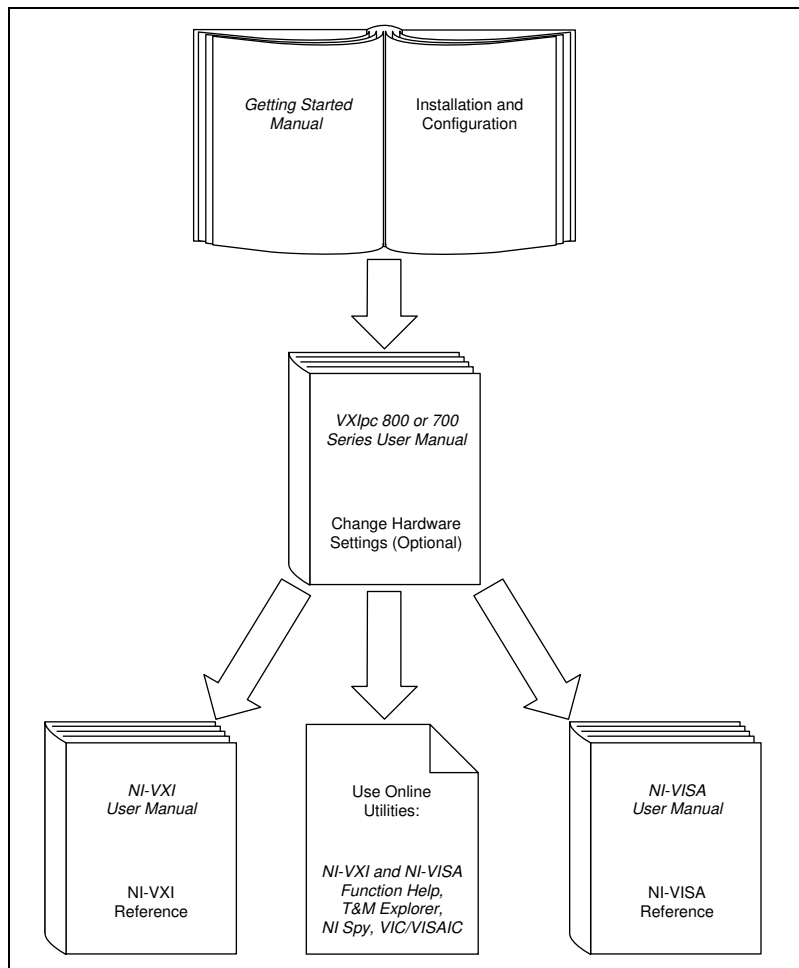 Getting Started
Manual
Installation and
Configuration
VXIpc 800 or 700
Series User Manual
Change Hardware
Settings (Optional)
NI-VXI
User Manual
NI-VXI
Reference
Use Online
Utilities:
NI-VXI and NI-VISA
Function Help,
T&M Explorer,
NI Spy, VIC/VISAIC
NI-VISA
User Manual
NI-VISA
Reference